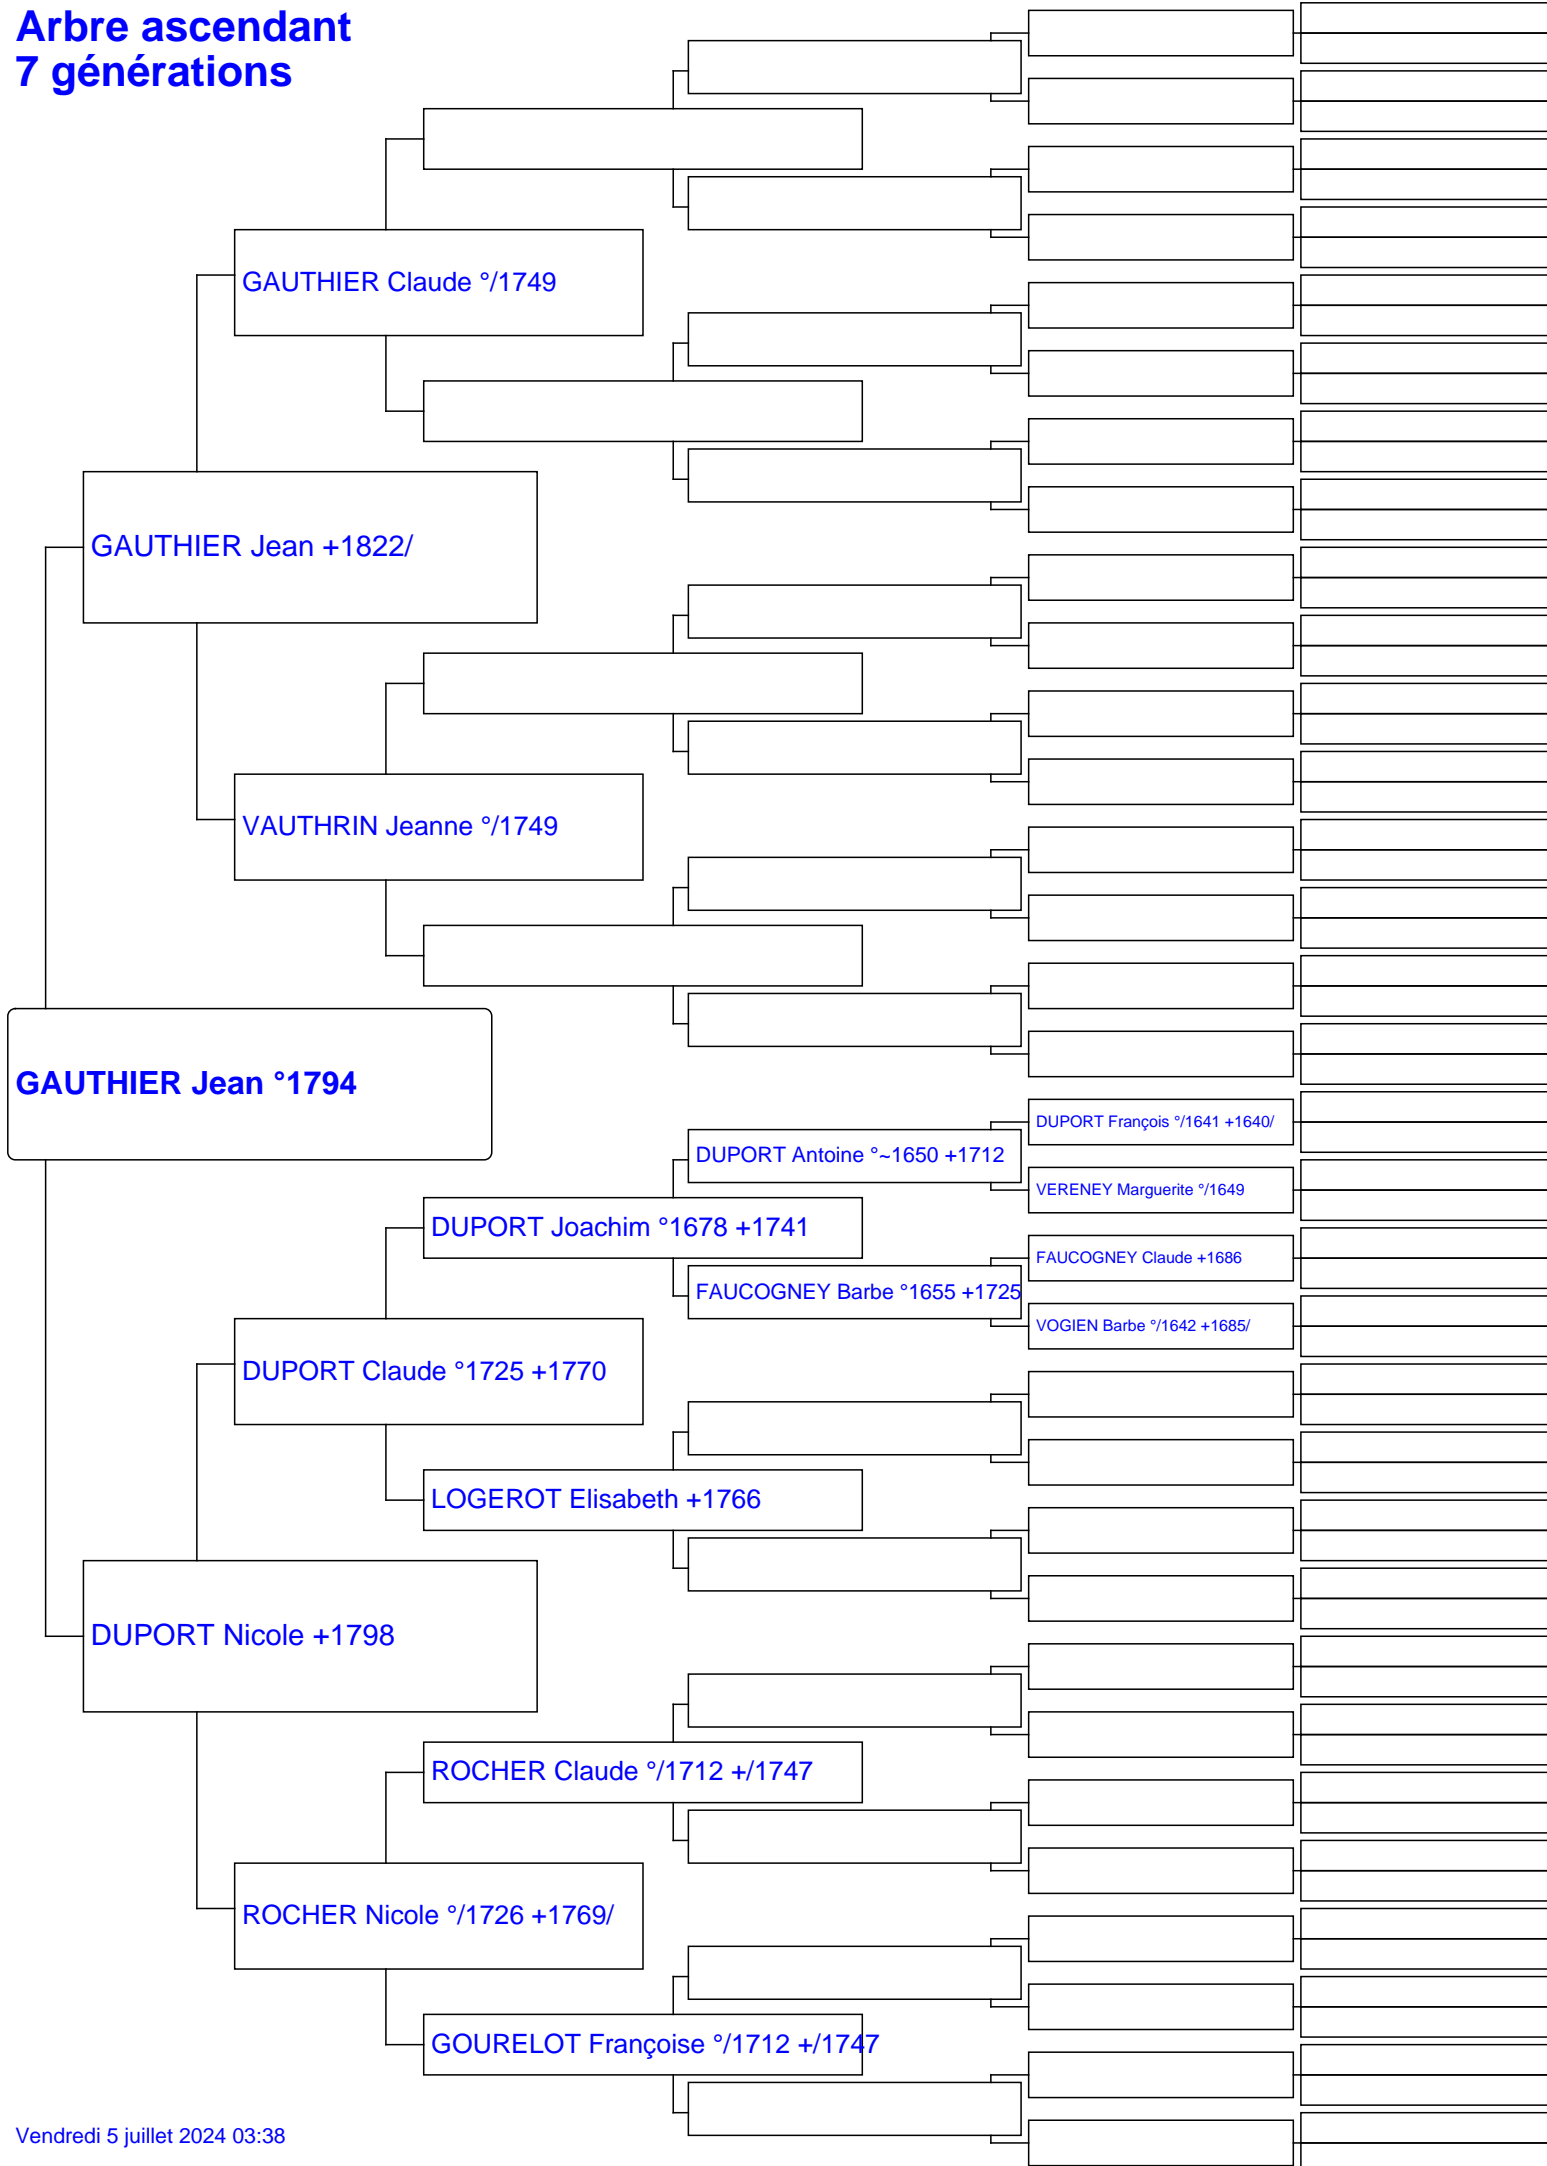 Arbre ascendant
7 générations
GAUTHIER Claude °/1749
GAUTHIER Jean +1822/
VAUTHRIN Jeanne °/1749
GAUTHIER Jean °1794
DUPORT François °/1641 +1640/
DUPORT Antoine °~1650 +1712
VERENEY Marguerite °/1649
DUPORT Joachim °1678 +1741
FAUCOGNEY Claude +1686
FAUCOGNEY Barbe °1655 +1725
VOGIEN Barbe °/1642 +1685/
DUPORT Claude °1725 +1770
LOGEROT Elisabeth +1766
DUPORT Nicole +1798
ROCHER Claude °/1712 +/1747
ROCHER Nicole °/1726 +1769/
GOURELOT Françoise °/1712 +/1747
Vendredi 5 juillet 2024 03:38